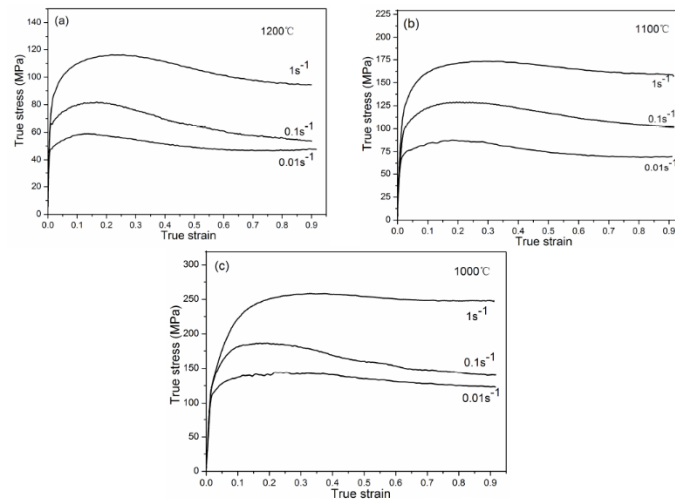 (a)
1200℃
140
120
100
80
60
40
20
0
True stress (MPa)
1s-1
0.1s-1
0.01s-1
0.0 0.1 0.2 0.3 0.4 0.5 0.6 0.7 0.8 0.9
True strain
(b)
1100℃
225
200
175
150
125
100
75
50
25
0
True stress (MPa)
1s-1
0.1s-1
0.01s-1
0.0 0.1 0.2 0.3 0.4 0.5 0.6 0.7 0.8 0.9
True strain
(c)
1000℃
300
250
200
150
100
50
0
True stress (MPa)
1s-1
0.1s-1
0.01s-1
0.0 0.1 0.2 0.3 0.4 0.5 0.6 0.7 0.8 0.9
True strain